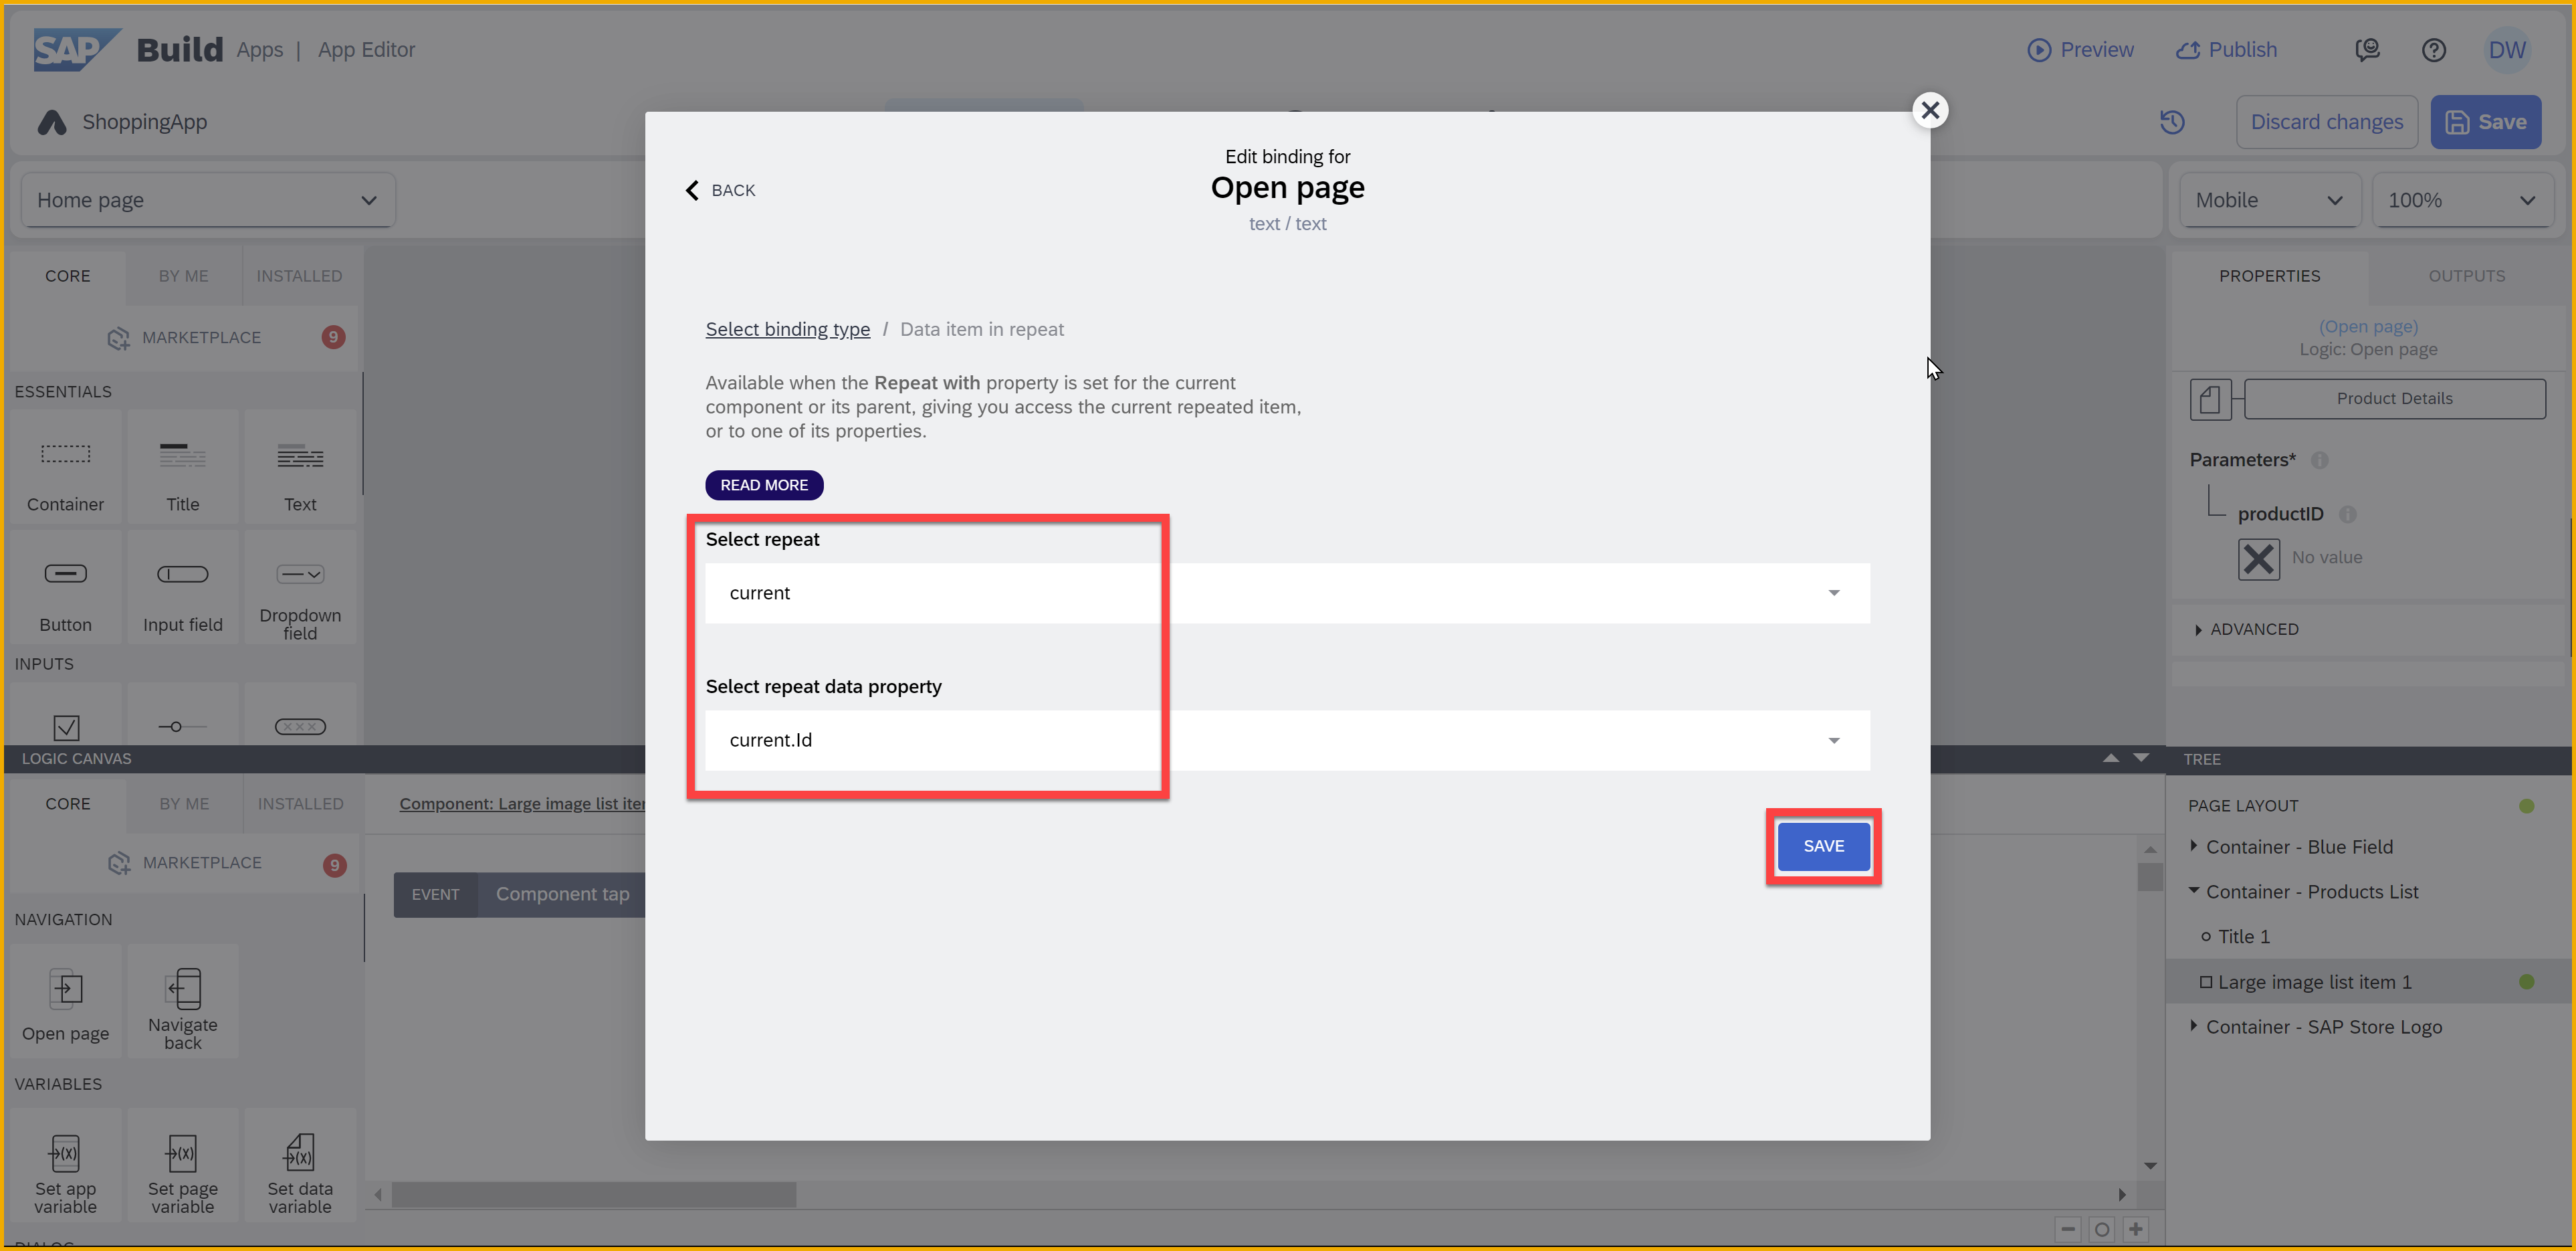 SAP Build Apps | App Editor
Preview
Publish
DW
ShoppingApp
Discard changes
Save
Home page
Mobile
100%
CORE
BY ME
INSTALLED
MARKETPLACE
9
ESSENTIALS
Container
Title
Text
Button
Input field
Dropdown
field
INPUTS
LOGIC CANVAS
CORE
BY ME
INSTALLED
MARKETPLACE
9
NAVIGATION
Open page
Navigate
back
VARIABLES
Set app
variable
Set page
variable
Set data
variable
Component: Large image list iter
EVENT
Component tap
BACK
Edit binding for
Open page
text / text
Select binding type / Data item in repeat
Available when the Repeat with property is set for the current
component or its parent, giving you access the current repeated item,
or to one of its properties.
READ MORE
Select repeat
current
Select repeat data property
current.Id
SAVE
PROPERTIES
OUTPUTS
(Open page)
Logic: Open page
Product Details
Parameters*
productID
No value
ADVANCED
TREE
PAGE LAYOUT
Container - Blue Field
Container - Products List
Title 1
Large image list item 1
Container - SAP Store Logo